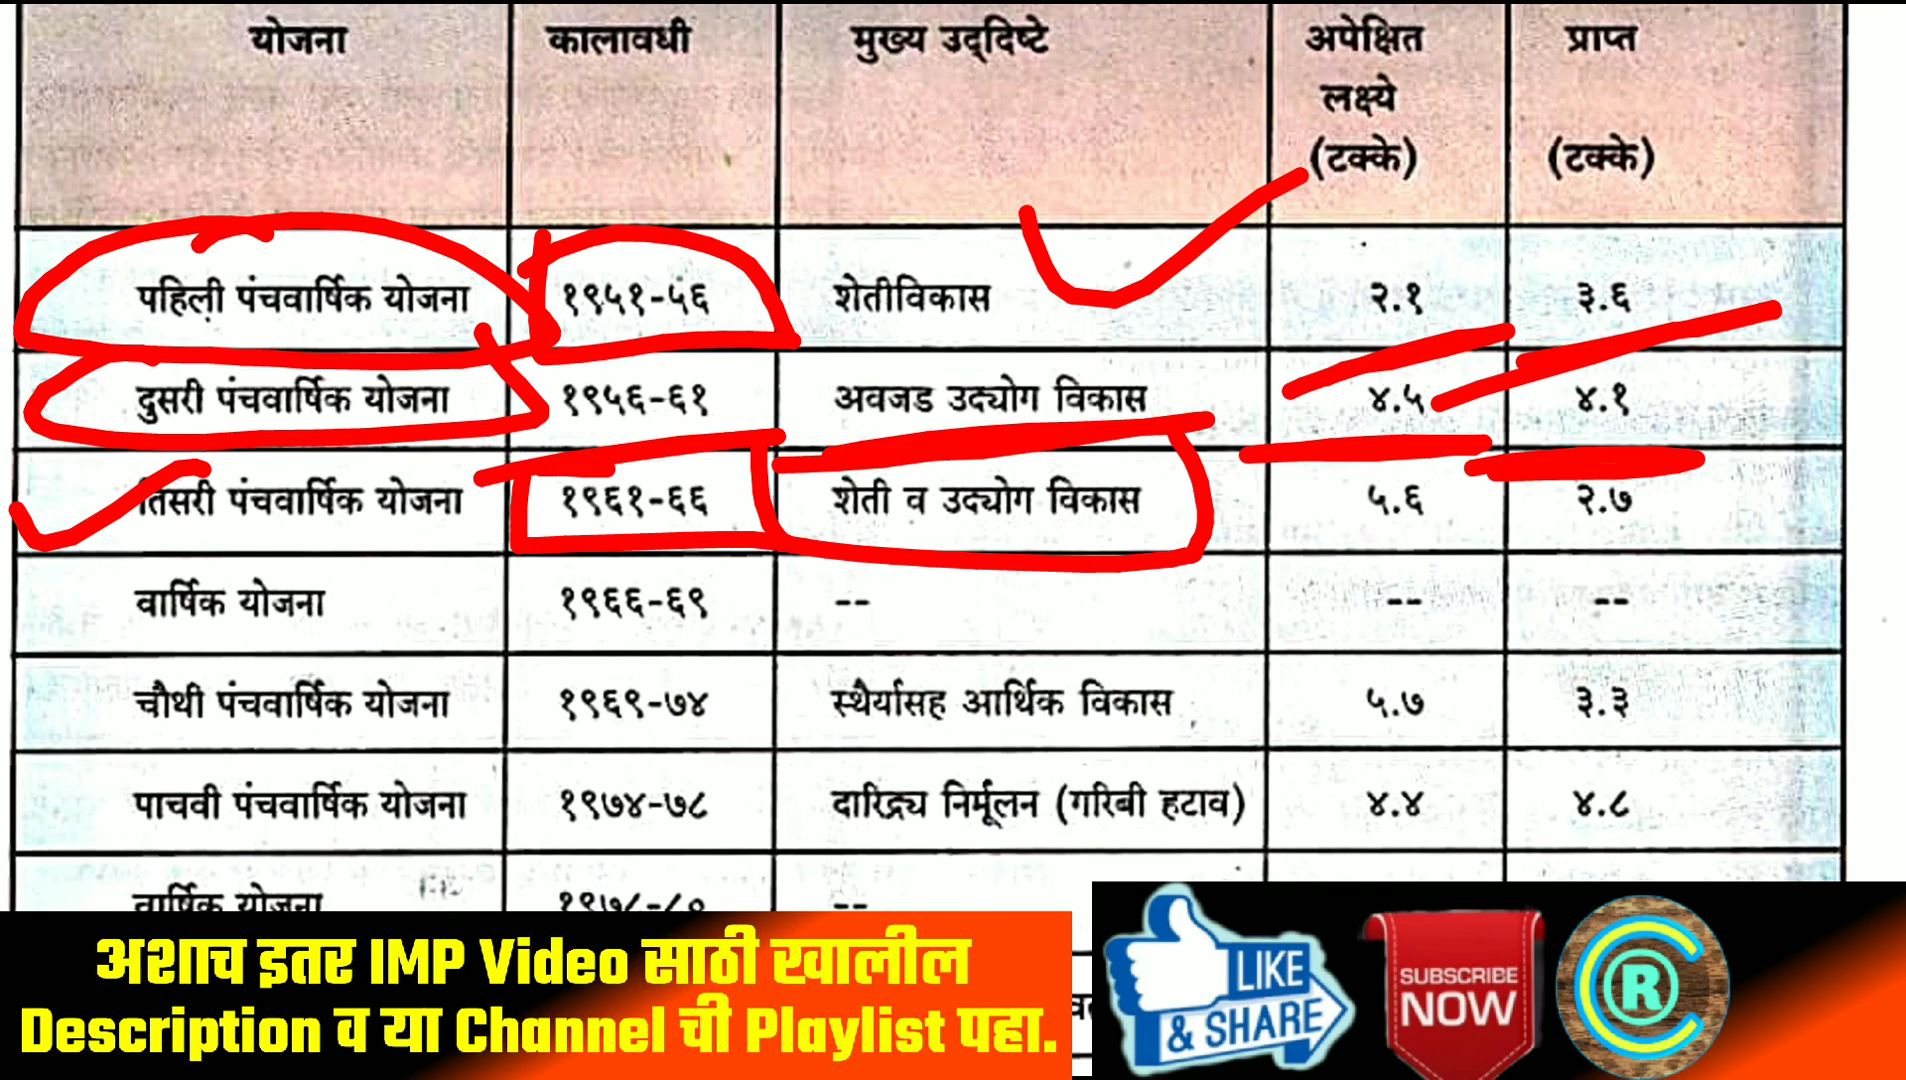 योजना कालावधी मुख्य उद्दिष्टे अपेक्षित लक्ष्ये (टक्के) प्राप्त (टक्के)
पहिली पंचवार्षिक योजना १९५१-५६ शेतीविकास २.१ ३.६
दुसरी पंचवार्षिक योजना १९५६-६१ अवजड उद्योग विकास ४.५ ४.१
तिसरी पंचवार्षिक योजना १९६१-६६ शेती व उद्योग विकास ५.६ २.७
वार्षिक योजना १९६६-६९ -- -- --
चौथी पंचवार्षिक योजना १९६९-७४ स्थैर्यासह आर्थिक विकास ५.७ ३.३
पाचवी पंचवार्षिक योजना १९७४-७८ दारिद्र्य निर्मूलन (गरिबी हटाव) ४.४ ४.८
वार्षिक योजना १९७८-८० --
अशाच इतर IMP Video साठी खालील
Description व या Channel ची Playlist पहा.
LIKE
& SHARE
SUBSCRIBE
NOW
R